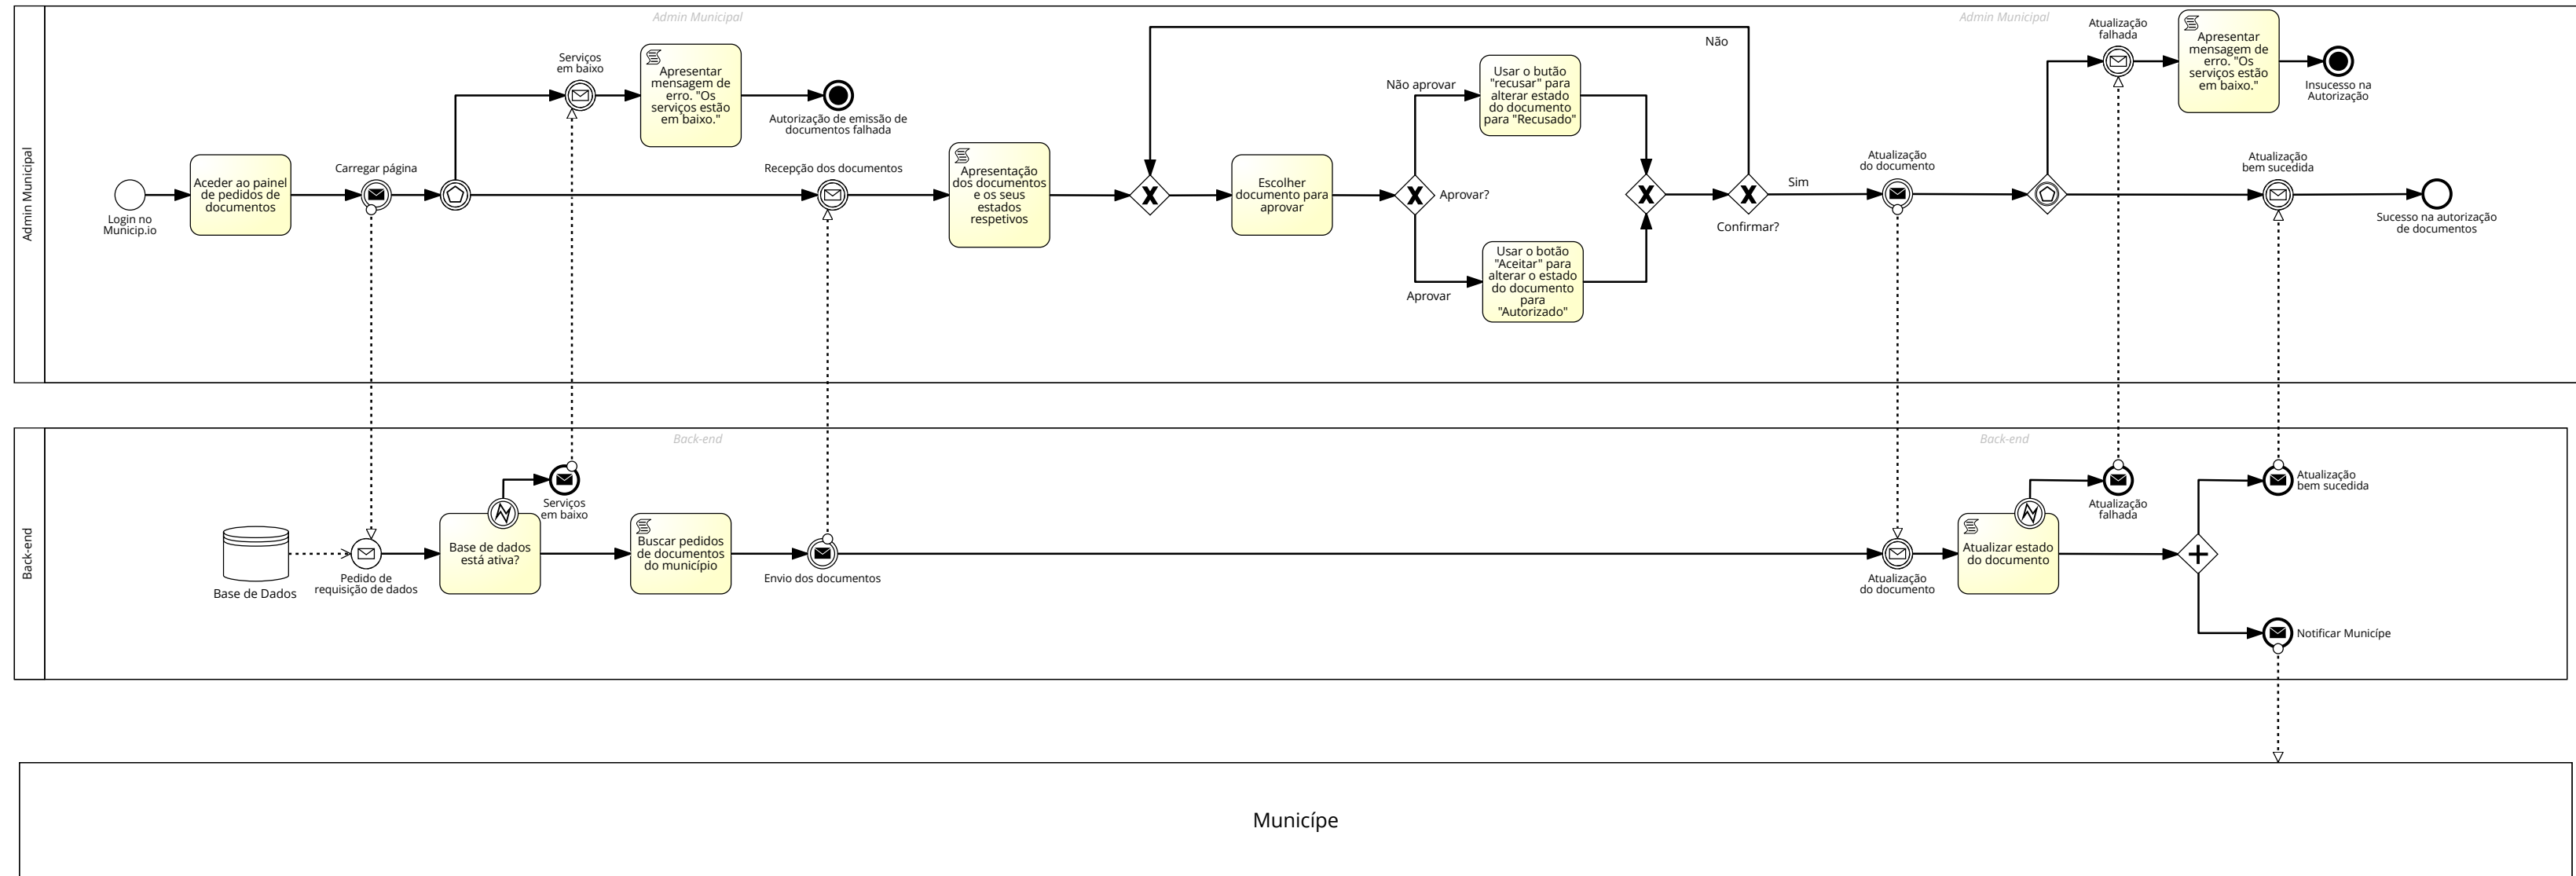 Admin Municipal
Admin Municipal
Admin Municipal
Serviços
em baixo
Apresentar
mensagem de
erro. "Os
serviços estão
em baixo."
Autorização de emissão de
documentos falhada
Login no
Municip.io
Aceder ao painel
de pedidos de
documentos
Carregar página
Recepção dos documentos
Apresentação
dos documentos
e os seus
estados
respetivos
Escolher
documento para
aprovar
Não aprovar
Aprovar?
Aprovar
Usar o butão
"recusar" para
alterar estado
do documento
para "Recusado"
Usar o botão
"Aceitar" para
alterar o estado
do documento
para
"Autorizado"
Não
Confirmar?
Sim
Atualização
do documento
Atualização
falhada
Apresentar
mensagem de
erro. "Os
serviços estão
em baixo."
Insucesso na
Autorização
Atualização
bem sucedida
Sucesso na autorização
de documentos
Back-end
Back-end
Back-end
Base de Dados
Pedido de
requisição de dados
Base de dados
está ativa?
Serviços
em baixo
Buscar pedidos
de documentos
do município
Envio dos documentos
Atualização
do documento
Atualizar estado
do documento
Atualização
falhada
Atualização
bem sucedida
Notificar Municípe
Municípe